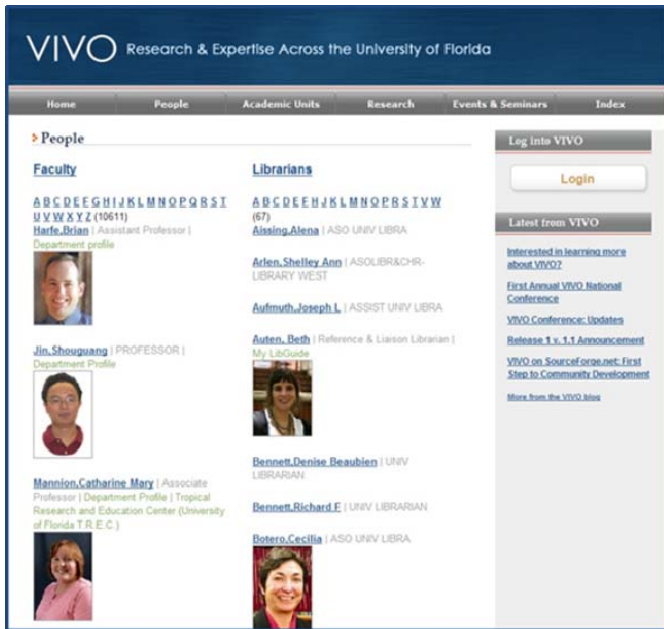 VIVO Research & Expertise Across the University of Florida
Home People Academic Units Research Events & Seminars Index
People
Faculty
A B C D E F G H I J K L M N O P Q R S T
U V W X Y Z (10611)
Harfe,Brian | Assistant Professor |
Department profile
Jin,Shouguang | PROFESSOR |
Department Profile
Mannion,Catharine Mary | Associate
Professor | Department Profile | Tropical
Research and Education Center (University
of Florida T.R.E.C.)
Librarians
A B C D E F H J K L M N O P R S T V W
(67)
Aissing,Alena | ASO UNIV LIBRA
Arlen,Shelley Ann | ASOLIBR&CHR-
LIBRARY WEST
Aufmuth,Joseph L | ASSIST UNIV LIBRA
Auten, Beth | Reference & Liaison Librarian |
My LibGuide
Bennett,Denise Beaubien | UNIV
LIBRARIAN
Bennett,Richard F | UNIV LIBRARIAN
Botero,Cecilia | ASO UNIV LIBRA
Log into VIVO
Login
Latest from VIVO
Interested in learning more
about VIVO?
First Annual VIVO National
Conference
VIVO Conference: Updates
Release 1 v. 1.1 Announcement
VIVO on SourceForge.net: First
Step to Community Development
More from the VIVO blog